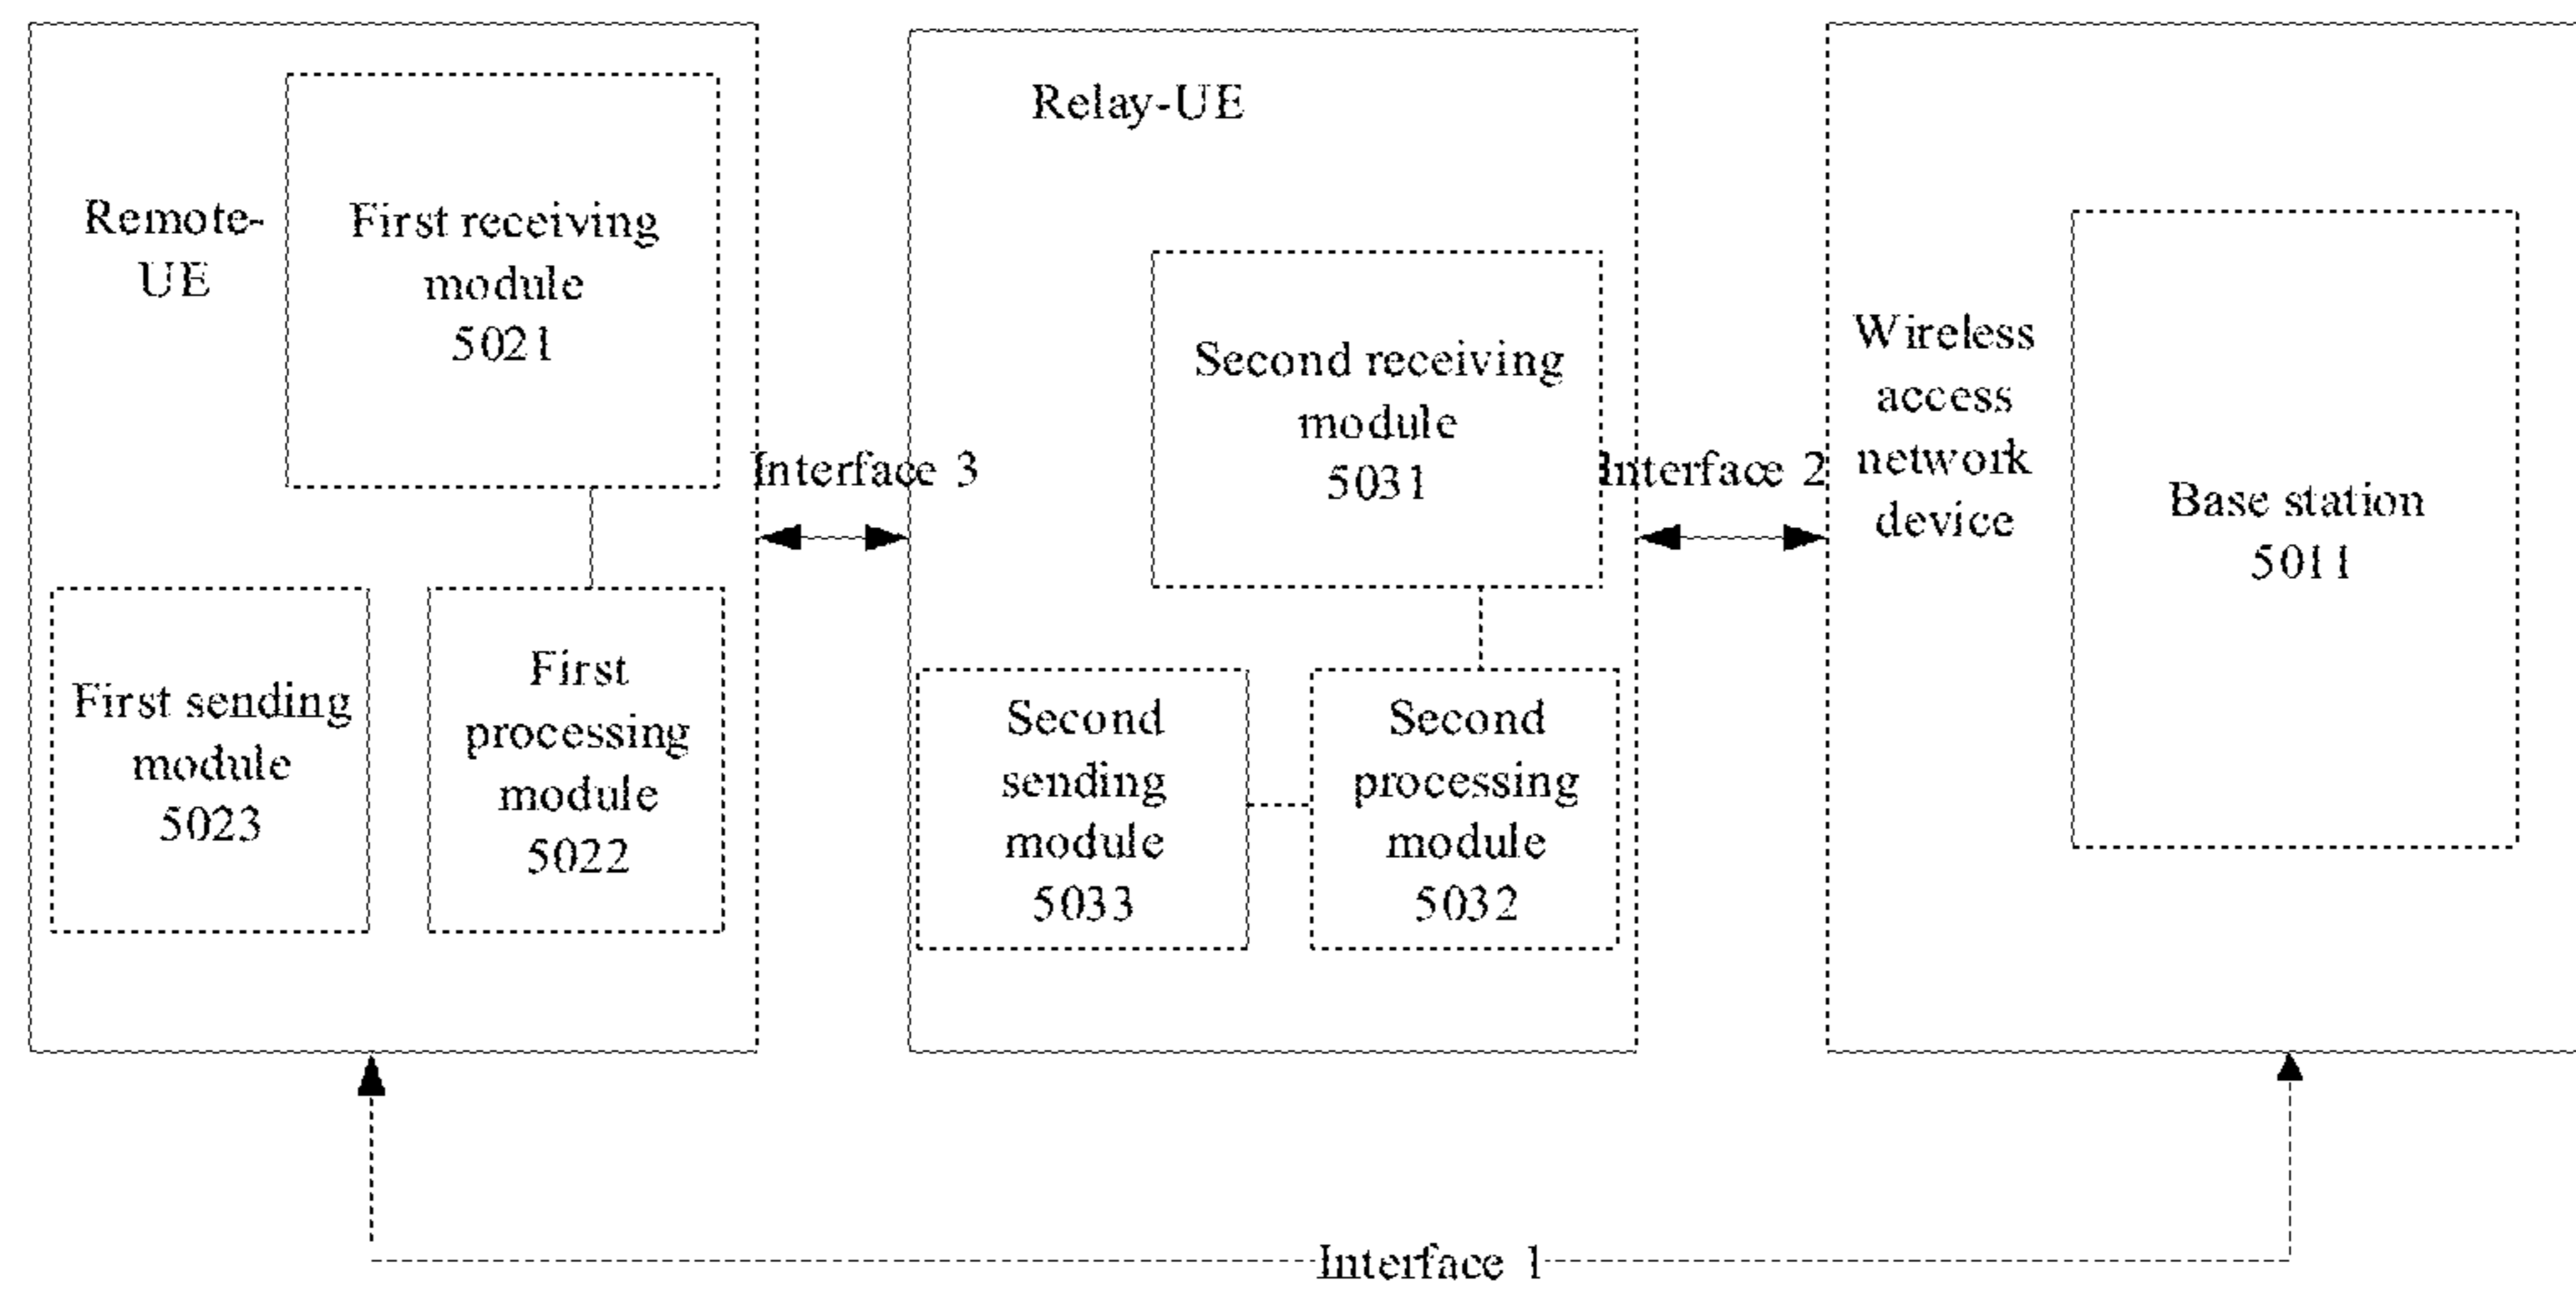 Remote-
UE
First receiving
module
5021
First sending
module
5023
First
processing
module
5022
Interface 3
Relay-UE
Second receiving
module
5031
Second
sending
module
5033
Second
processing
module
5032
Interface 2
Wireless
access
network
device
Base station
5011
Interface 1